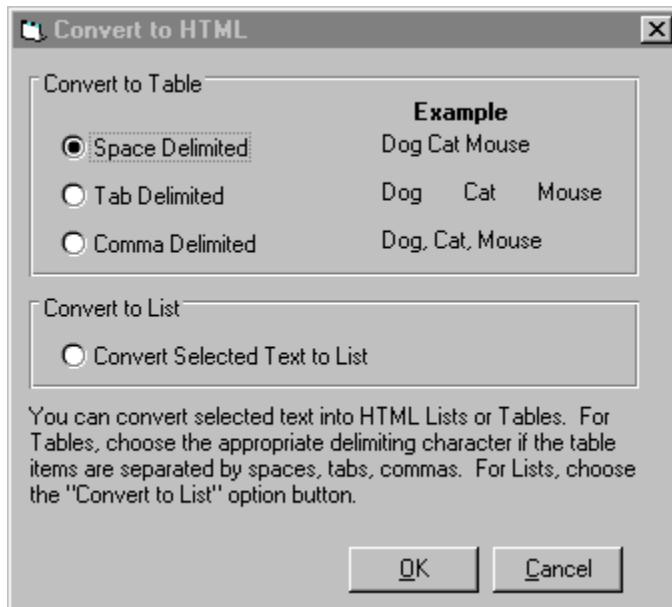 Convert to HTML
Convert to Table
Example
Space Delimited Dog Cat Mouse
Tab Delimited Dog Cat Mouse
Comma Delimited Dog, Cat, Mouse
Convert to List
Convert Selected Text to List
You can convert selected text into HTML Lists or Tables.  For
Tables, choose the appropriate delimiting character if the table
items are separated by spaces, tabs, commas.  For Lists, choose
the "Convert to List" option button.
OK Cancel